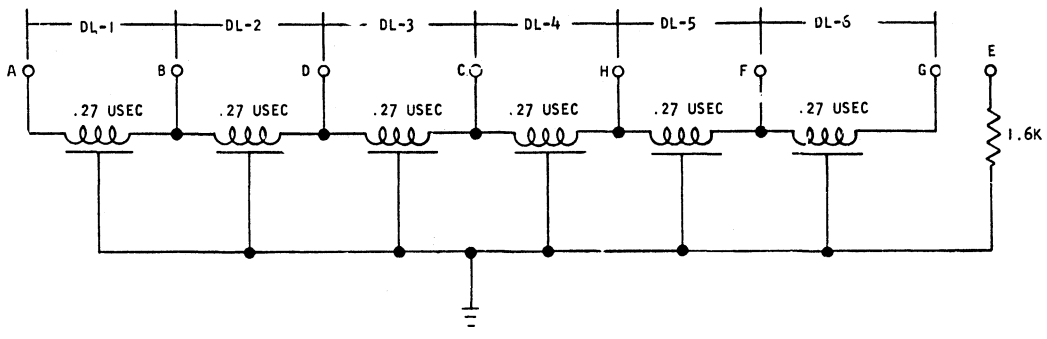 DL-1 DL-2 DL-3 DL-4 DL-5 DL-6
A B D C H F G E
.27 USEC .27 USEC .27 USEC .27 USEC .27 USEC .27 USEC
1.6K